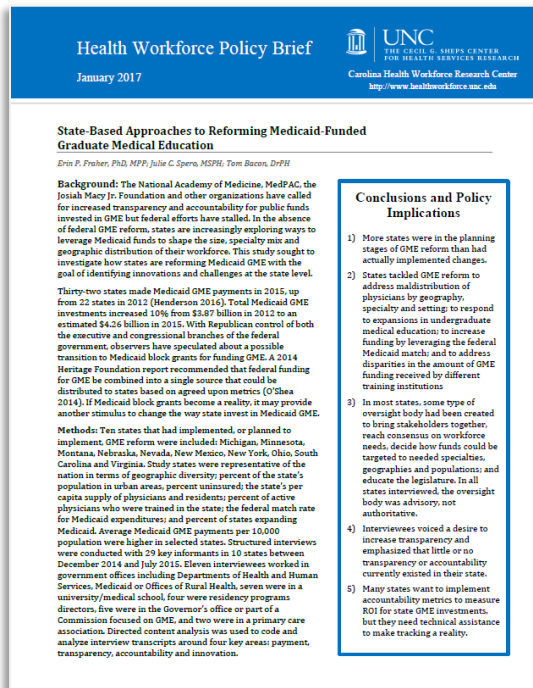 Health Workforce Policy Brief
January 2017
UNC
THE CECIL G. SHEPS CENTER
FOR HEALTH SERVICES RESEARCH
Carolina Health Workforce Research Center
http://www.healthworkforce.unc.edu
State-Based Approaches to Reforming Medicaid-Funded
Graduate Medical Education
Erin P. Fraher, PhD, MPP; Julie C. Spero, MSPH; Tom Bacon, DrPH
Background: The National Academy of Medicine, MedPAC, the
Josiah Macy Jr. Foundation and other organizations have called
for increased transparency and accountability for public funds
invested in GME but federal efforts have stalled. In the absence
of federal GME reform, states are increasingly exploring ways to
leverage Medicaid funds to shape the size, specialty mix and
geographic distribution of their workforce. This study sought to
investigate how states are reforming Medicaid GME with the
goal of identifying innovations and challenges at the state level.
Thirty-two states made Medicaid GME payments in 2015, up
from 22 states in 2012 (Henderson 2016). Total Medicaid GME
investments increased 10% from $3.87 billion in 2012 to an
estimated $4.26 billion in 2015. With Republican control of both
the executive and congressional branches of the federal
government, observers have speculated about a possible
transition to Medicaid block grants for funding GME. A 2014
Heritage Foundation report recommended that federal funding
for GME be combined into a single source that could be
distributed to states based on agreed upon metrics (O'Shea
2014). If Medicaid block grants become a reality, it may provide
another stimulus to change the way state invest in Medicaid GME.
Methods: Ten states that had implemented, or planned to
implement, GME reform were included: Michigan, Minnesota,
Montana, Nebraska, Nevada, New Mexico, New York, Ohio, South
Carolina and Virginia. Study states were representative of the
nation in terms of geographic diversity; percent of the state's
population in urban areas, percent uninsured; the state's per
capita supply of physicians and residents; percent of active
physicians who were trained in the state; the federal match rate
for Medicaid expenditures; and percent of states expanding
Medicaid. Average Medicaid GME payments per 10,000
population were higher in selected states. Structured interviews
were conducted with 29 key informants in 10 states between
December 2014 and July 2015. Eleven interviewees worked in
government offices including Departments of Health and Human
Services, Medicaid or Offices of Rural Health, seven were in a
university/medical school, four were residency programs
directors, five were in the Governor's office or part of a
Commission focused on GME, and two were in a primary care
association. Directed content analysis was used to code and
analyze interview transcripts around four key areas: payment,
transparency, accountability and innovation.
Conclusions and Policy
Implications
1) More states were in the planning
stages of GME reform than had
actually implemented changes.
2) States tackled GME reform to
address maldistribution of
physicians by geography,
specialty and setting; to respond
to expansions in undergraduate
medical education; to increase
funding by leveraging the federal
Medicaid match; and to address
disparities in the amount of GME
funding received by different
training institutions
3) In most states, some type of
oversight body had been created
to bring stakeholders together,
reach consensus on workforce
needs, decide how funds could be
targeted to needed specialties,
geographies and populations; and
educate the legislature. In all
states interviewed, the oversight
body was advisory, not
authoritative.
4) Interviewees voiced a desire to
increase transparency and
emphasized that little or no
transparency or accountability
currently existed in their state.
5) Many states want to implement
accountability metrics to measure
ROI for state GME investments,
but they need technical assistance
to make tracking a reality.